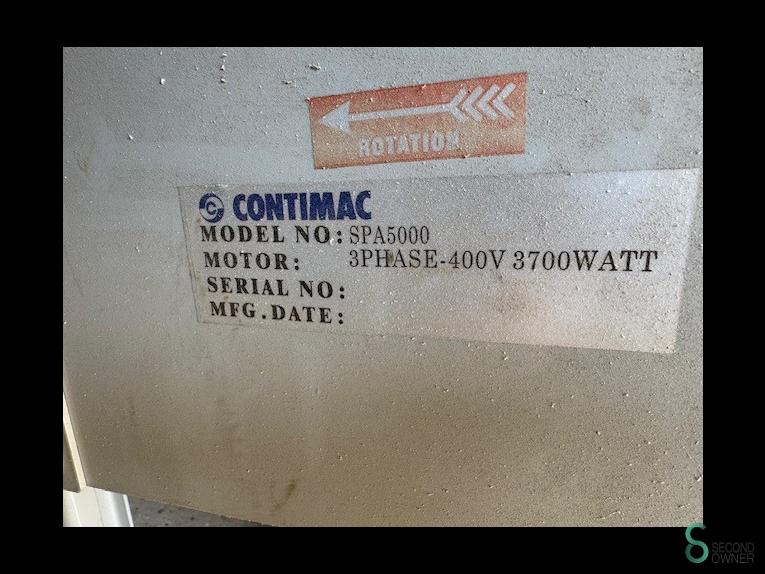 ROTATION
CONTIMAC
MODEL NO: SPA5000
MOTOR: 3PHASE-400V 3700WATT
SERIAL NO:
MFG.DATE:
SECOND
OWNER